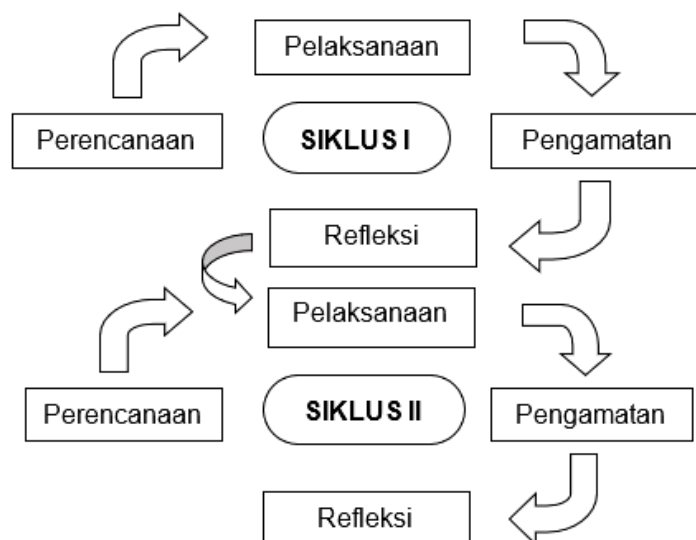 Pelaksanaan
Perencanaan
SIKLUS I
Pengamatan
Refleksi
Pelaksanaan
Perencanaan
SIKLUS II
Pengamatan
Refleksi